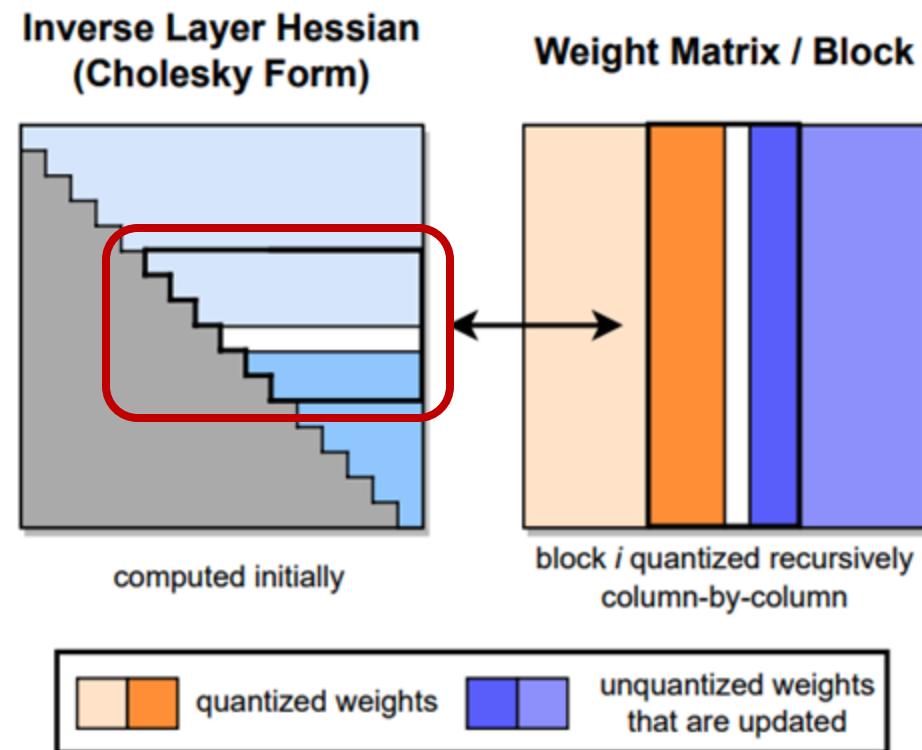 Inverse Layer Hessian
(Cholesky Form)
Weight Matrix / Block
computed initially
block i quantized recursively
column-by-column
quantized weights
unquantized weights
that are updated